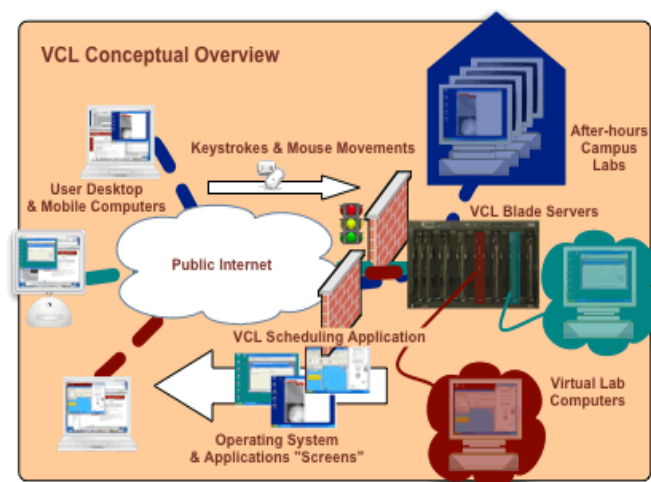 VCL Conceptual Overview
Keystrokes & Mouse Movements
After-hours
Campus
Labs
User Desktop
& Mobile Computers
VCL Blade Servers
Public Internet
VCL Scheduling Application
Virtual Lab
Computers
Operating System
& Applications "Screens"